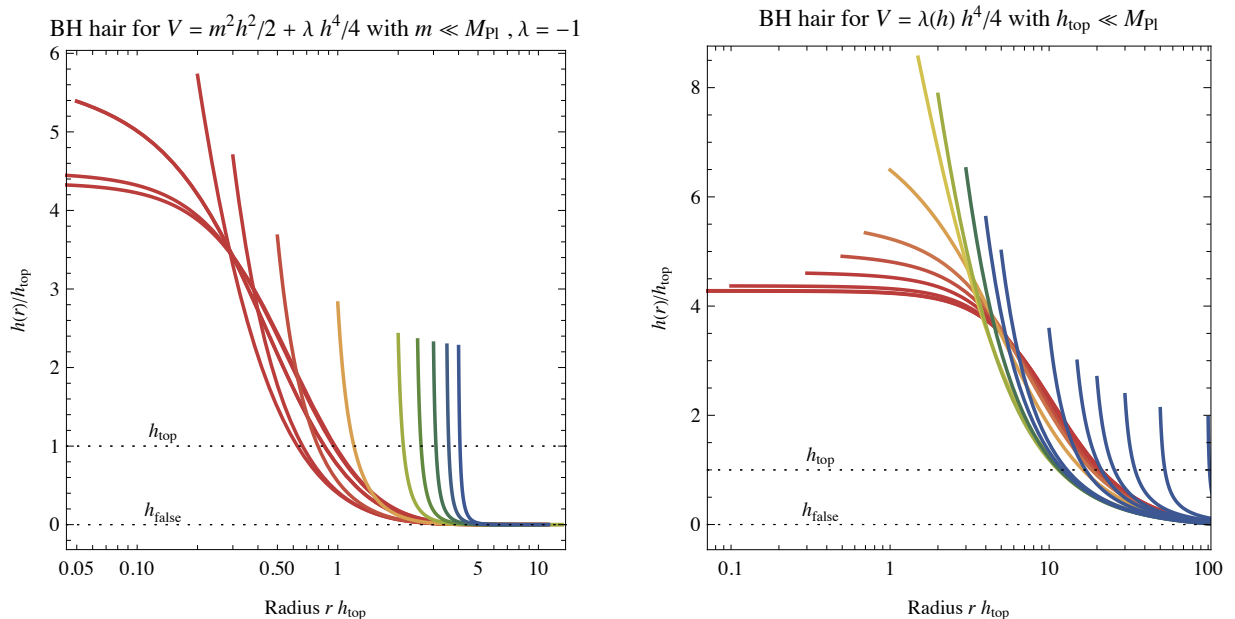 BH hair for V = m²h²/2 + λ h⁴/4 with m ≪ M_Pl , λ = −1
6
5
4
3
2
1
0
h(r)/h_top
h_top
h_false
0.05 0.10 0.50 1 5 10
Radius r h_top
BH hair for V = λ(h) h⁴/4 with h_top ≪ M_Pl
8
6
4
2
0
h(r)/h_top
h_top
h_false
0.1 1 10 100
Radius r h_top